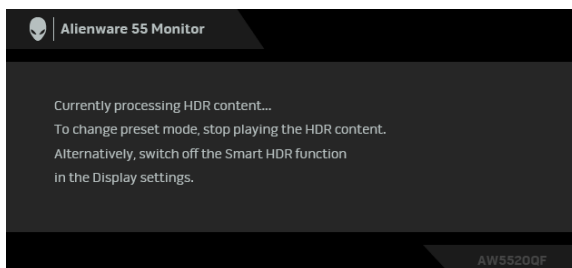 Alienware 55 Monitor
Currently processing HDR content...
To change preset mode, stop playing the HDR content.
Alternatively, switch off the Smart HDR function
in the Display settings.
AW5520QF